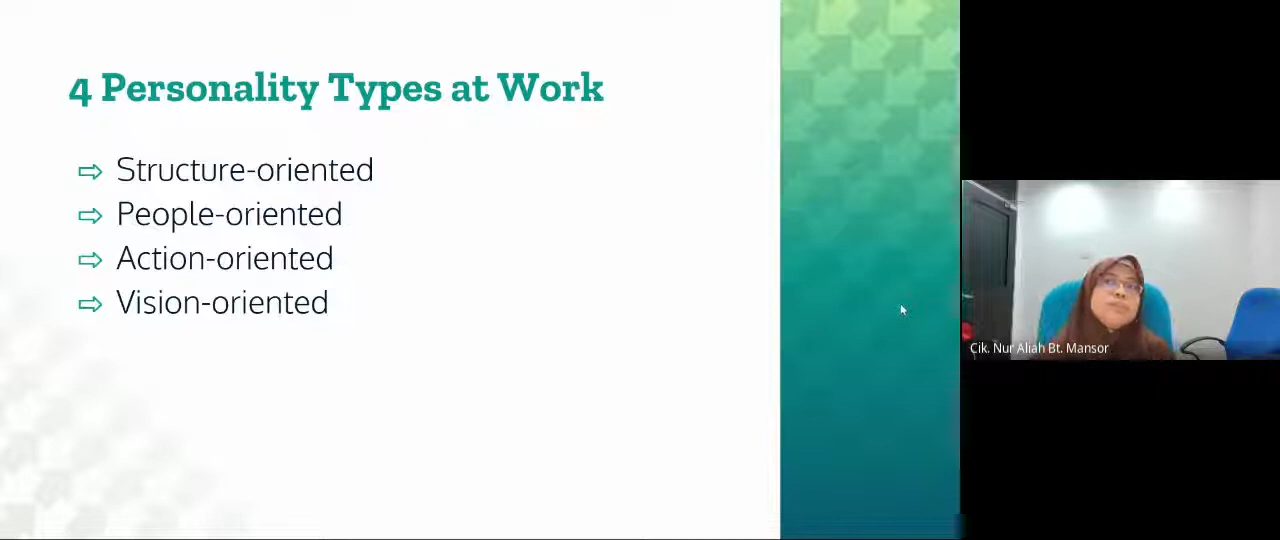 4 Personality Types at Work
⇨ Structure-oriented
⇨ People-oriented
⇨ Action-oriented
⇨ Vision-oriented
Cik. Nur Aliah Bt. Mansor